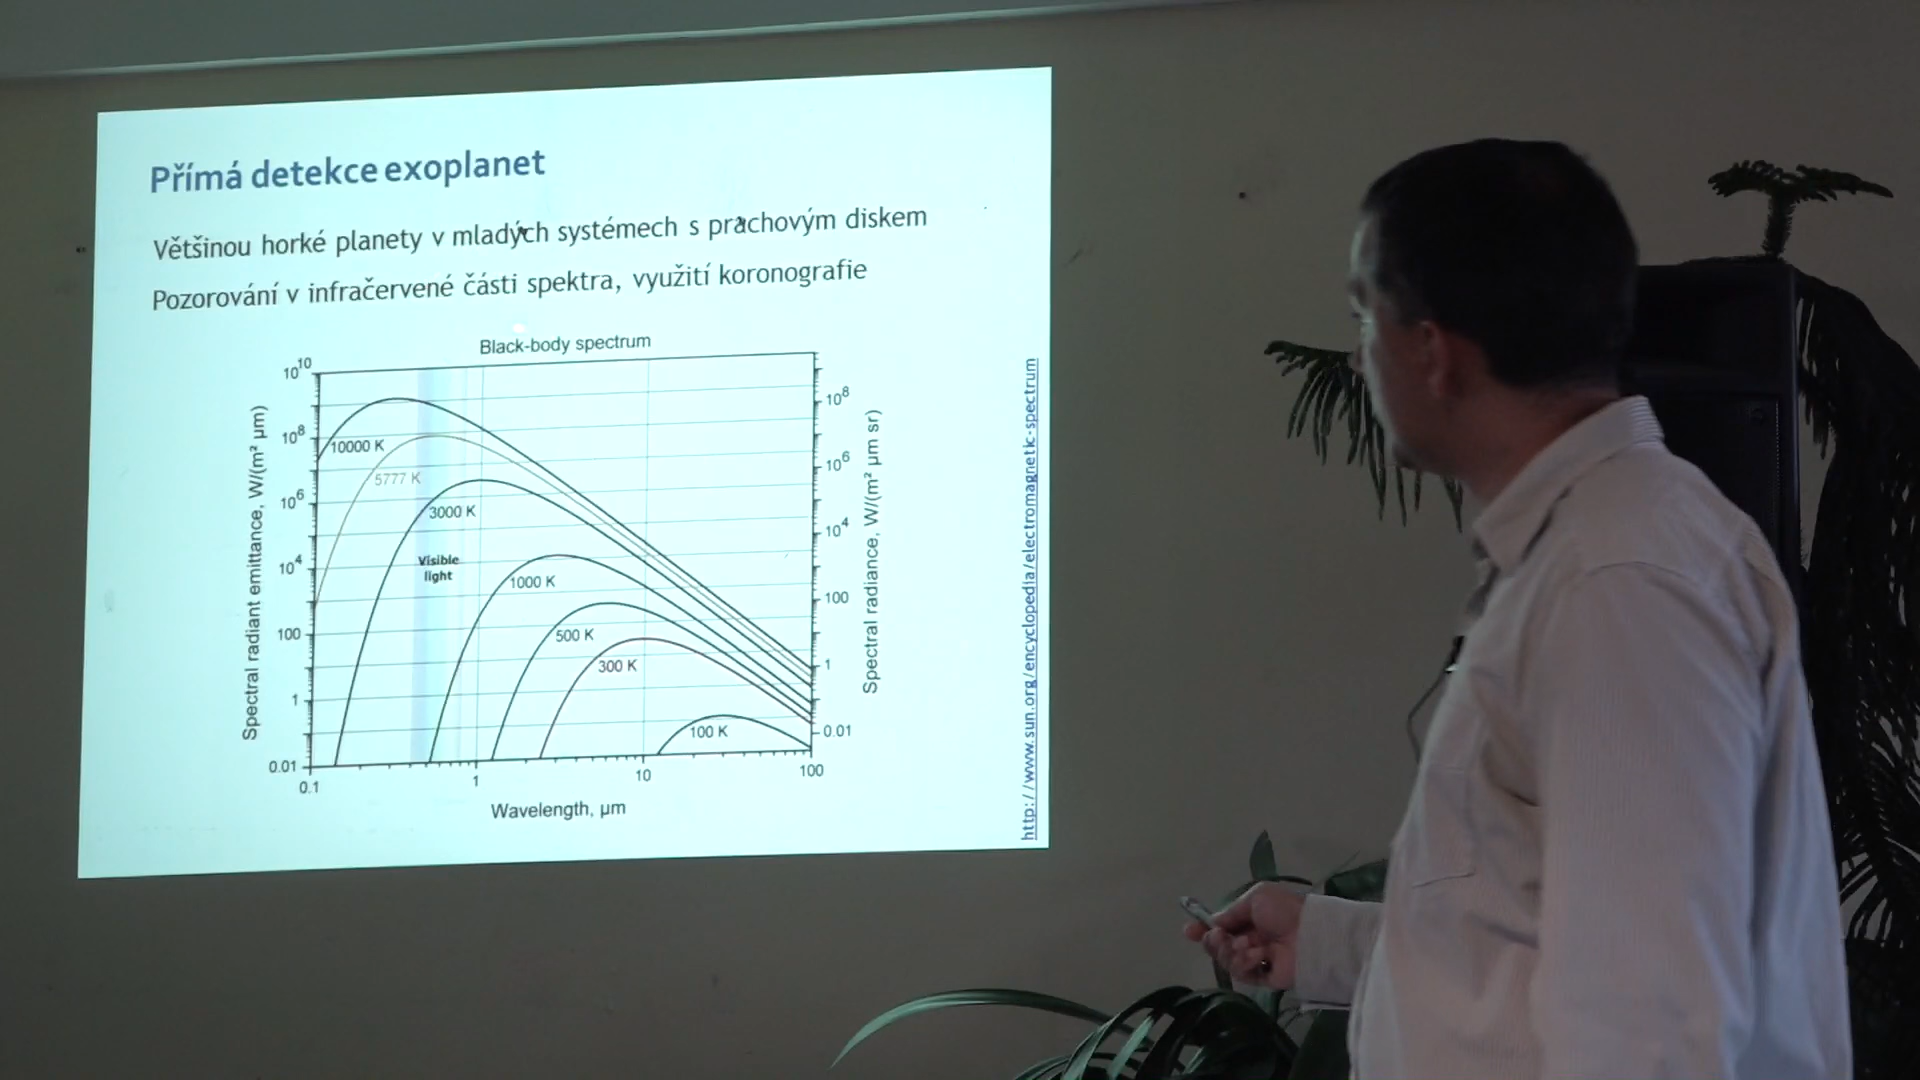 Přímá detekce exoplanet
Většinou horké planety v mladých systémech s prachovým diskem
Pozorování v infračervené části spektra, využití koronografie
Black-body spectrum
Spectral radiant emittance, W/(m² µm)
10^10
10^8
10^6
10^4
100
1
0.01
10000 K
5777 K
3000 K
Visible
light
1000 K
500 K
300 K
100 K
10^8
10^6
10^4
100
1
0.01
Spectral radiance, W/(m² µm sr)
0.1
1
10
100
Wavelength, µm
http://www.sun.org/encyclopedia/electromagnetic-spectrum